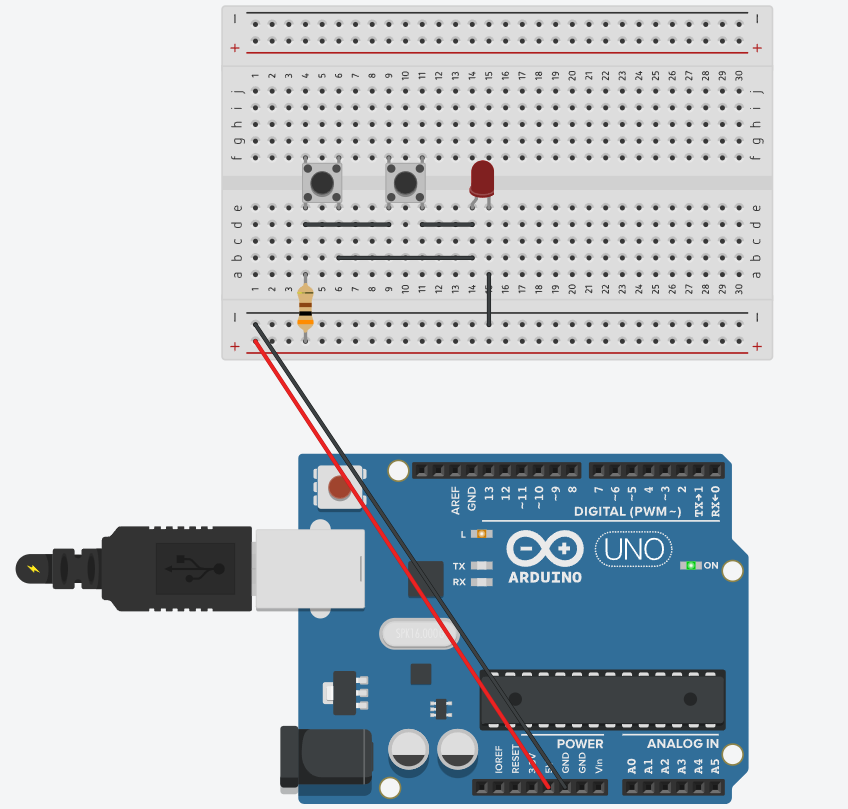 1 2 3 4 5 6 7 8 9 10 11 12 13 14 15 16 17 18 19 20 21 22 23 24 25 26 27 28 29 30
j j
i i
h h
g g
f f
e e
d d
c c
b b
a a
1 2 3 4 5 6 7 8 9 10 11 12 13 14 15 16 17 18 19 20 21 22 23 24 25 26 27 28 29 30
AREF GND 13 12 ~11 ~10 ~9 8 7 ~6 ~5 4 ~3 2 TX→1 RX←0
DIGITAL (PWM ~)
L
TX
RX
ARDUINO
UNO
ON
POWER
ANALOG IN
IOREF RESET 3.3V 5V GND GND Vin A0 A1 A2 A3 A4 A5